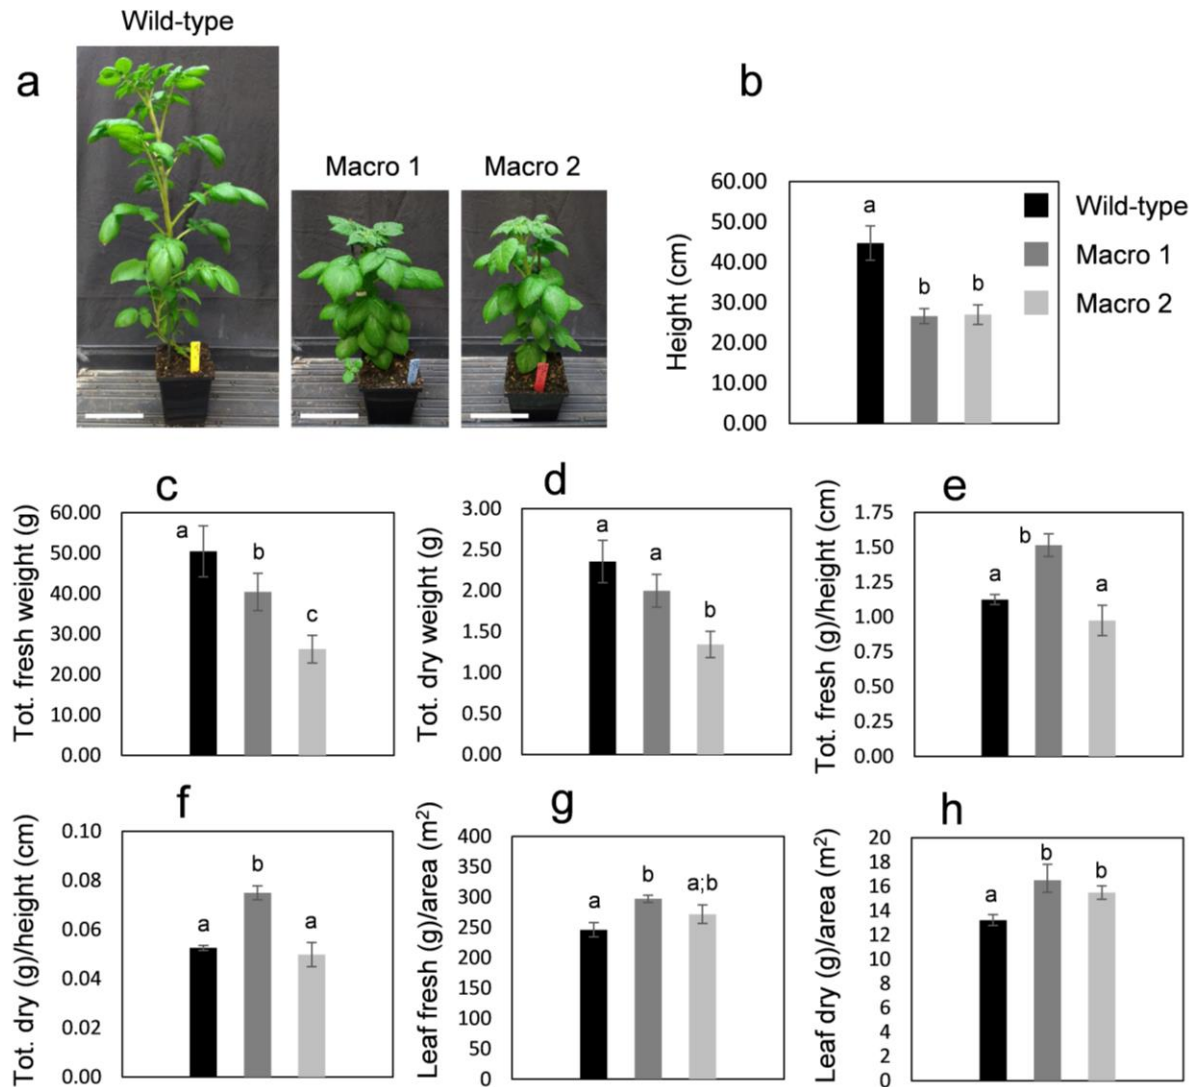 Wild-type
a
Macro 1
Macro 2
b
Height (cm)
60.00
50.00
40.00
30.00
20.00
10.00
0.00
a
b
b
Wild-type
Macro 1
Macro 2
c
Tot. fresh weight (g)
60.00
50.00
40.00
30.00
20.00
10.00
0.00
a
b
c
d
Tot. dry weight (g)
3.00
2.50
2.00
1.50
1.00
0.50
0.00
a
a
b
e
Tot. fresh (g)/height (cm)
1.75
1.50
1.25
1.00
0.75
0.50
0.25
0.00
a
b
a
f
Tot. dry (g)/height (cm)
0.10
0.08
0.06
0.04
0.02
0.00
a
b
a
g
Leaf fresh (g)/area (m²)
400
350
300
250
200
150
100
50
0
a
b
a;b
h
Leaf dry (g)/area (m²)
20
18
16
14
12
10
8
6
4
2
0
a
b
b